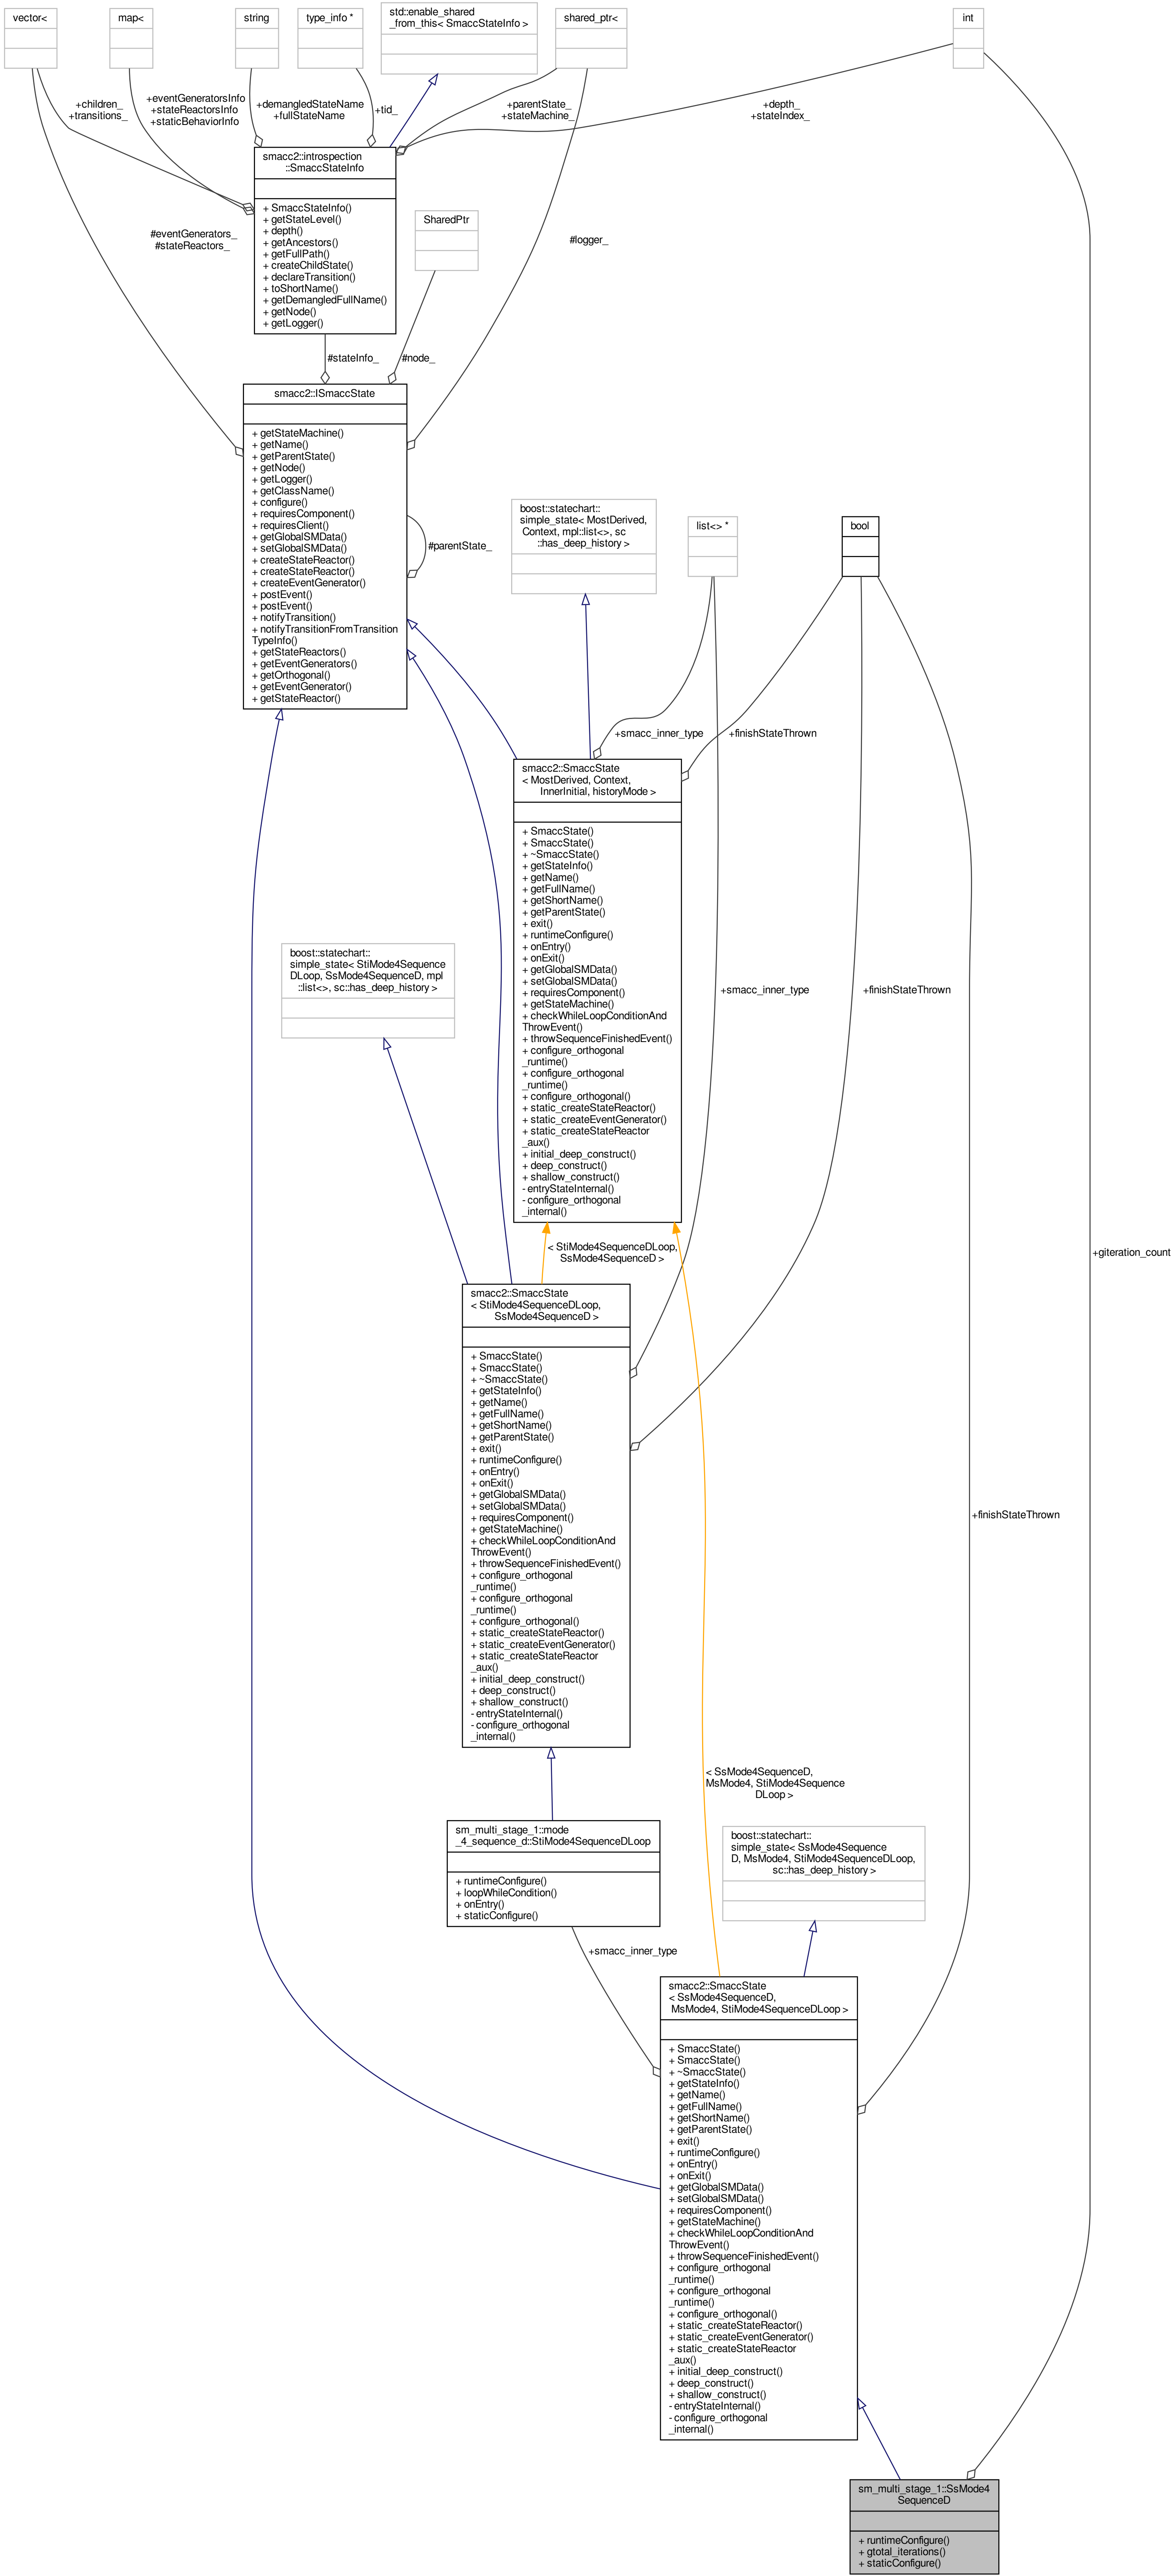 vector<
map<
string
type_info *
std::enable_shared
_from_this< SmaccStateInfo >
shared_ptr<
int
+children_
+transitions_
+eventGeneratorsInfo
+stateReactorsInfo
+staticBehaviorInfo
+demangledStateName
+fullStateName
+tid_
+parentState_
+stateMachine_
+depth_
+stateIndex_
smacc2::introspection
::SmaccStateInfo
+ SmaccStateInfo()
+ getStateLevel()
+ depth()
+ getAncestors()
+ getFullPath()
+ createChildState()
+ declareTransition()
+ toShortName()
+ getDemangledFullName()
+ getNode()
+ getLogger()
SharedPtr
#eventGenerators_
#stateReactors_
#logger_
#stateInfo_
#node_
smacc2::ISmaccState
+ getStateMachine()
+ getName()
+ getParentState()
+ getNode()
+ getLogger()
+ getClassName()
+ configure()
+ requiresComponent()
+ requiresClient()
+ getGlobalSMData()
+ setGlobalSMData()
+ createStateReactor()
+ createStateReactor()
+ createEventGenerator()
+ postEvent()
+ postEvent()
+ notifyTransition()
+ notifyTransitionFromTransition
TypeInfo()
+ getStateReactors()
+ getEventGenerators()
+ getOrthogonal()
+ getEventGenerator()
+ getStateReactor()
#parentState_
boost::statechart::
simple_state< MostDerived,
Context, mpl::list<>, sc
::has_deep_history >
list<> *
bool
+smacc_inner_type
+finishStateThrown
smacc2::SmaccState
< MostDerived, Context,
InnerInitial, historyMode >
+ SmaccState()
+ SmaccState()
+ ~SmaccState()
+ getStateInfo()
+ getName()
+ getFullName()
+ getShortName()
+ getParentState()
+ exit()
+ runtimeConfigure()
+ onEntry()
+ onExit()
+ getGlobalSMData()
+ setGlobalSMData()
+ requiresComponent()
+ getStateMachine()
+ checkWhileLoopConditionAnd
ThrowEvent()
+ throwSequenceFinishedEvent()
+ configure_orthogonal
_runtime()
+ configure_orthogonal
_runtime()
+ configure_orthogonal()
+ static_createStateReactor()
+ static_createEventGenerator()
+ static_createStateReactor
_aux()
+ initial_deep_construct()
+ deep_construct()
+ shallow_construct()
- entryStateInternal()
- configure_orthogonal
_internal()
boost::statechart::
simple_state< StiMode4Sequence
DLoop, SsMode4SequenceD, mpl
::list<>, sc::has_deep_history >
+smacc_inner_type
+finishStateThrown
+giteration_count
< StiMode4SequenceDLoop,
SsMode4SequenceD >
smacc2::SmaccState
< StiMode4SequenceDLoop,
SsMode4SequenceD >
+ SmaccState()
+ SmaccState()
+ ~SmaccState()
+ getStateInfo()
+ getName()
+ getFullName()
+ getShortName()
+ getParentState()
+ exit()
+ runtimeConfigure()
+ onEntry()
+ onExit()
+ getGlobalSMData()
+ setGlobalSMData()
+ requiresComponent()
+ getStateMachine()
+ checkWhileLoopConditionAnd
ThrowEvent()
+ throwSequenceFinishedEvent()
+ configure_orthogonal
_runtime()
+ configure_orthogonal
_runtime()
+ configure_orthogonal()
+ static_createStateReactor()
+ static_createEventGenerator()
+ static_createStateReactor
_aux()
+ initial_deep_construct()
+ deep_construct()
+ shallow_construct()
- entryStateInternal()
- configure_orthogonal
_internal()
+finishStateThrown
< SsMode4SequenceD,
MsMode4, StiMode4Sequence
DLoop >
sm_multi_stage_1::mode
_4_sequence_d::StiMode4SequenceDLoop
+ runtimeConfigure()
+ loopWhileCondition()
+ onEntry()
+ staticConfigure()
boost::statechart::
simple_state< SsMode4Sequence
D, MsMode4, StiMode4SequenceDLoop,
sc::has_deep_history >
+smacc_inner_type
smacc2::SmaccState
< SsMode4SequenceD,
MsMode4, StiMode4SequenceDLoop >
+ SmaccState()
+ SmaccState()
+ ~SmaccState()
+ getStateInfo()
+ getName()
+ getFullName()
+ getShortName()
+ getParentState()
+ exit()
+ runtimeConfigure()
+ onEntry()
+ onExit()
+ getGlobalSMData()
+ setGlobalSMData()
+ requiresComponent()
+ getStateMachine()
+ checkWhileLoopConditionAnd
ThrowEvent()
+ throwSequenceFinishedEvent()
+ configure_orthogonal
_runtime()
+ configure_orthogonal
_runtime()
+ configure_orthogonal()
+ static_createStateReactor()
+ static_createEventGenerator()
+ static_createStateReactor
_aux()
+ initial_deep_construct()
+ deep_construct()
+ shallow_construct()
- entryStateInternal()
- configure_orthogonal
_internal()
sm_multi_stage_1::SsMode4
SequenceD
+ runtimeConfigure()
+ gtotal_iterations()
+ staticConfigure()